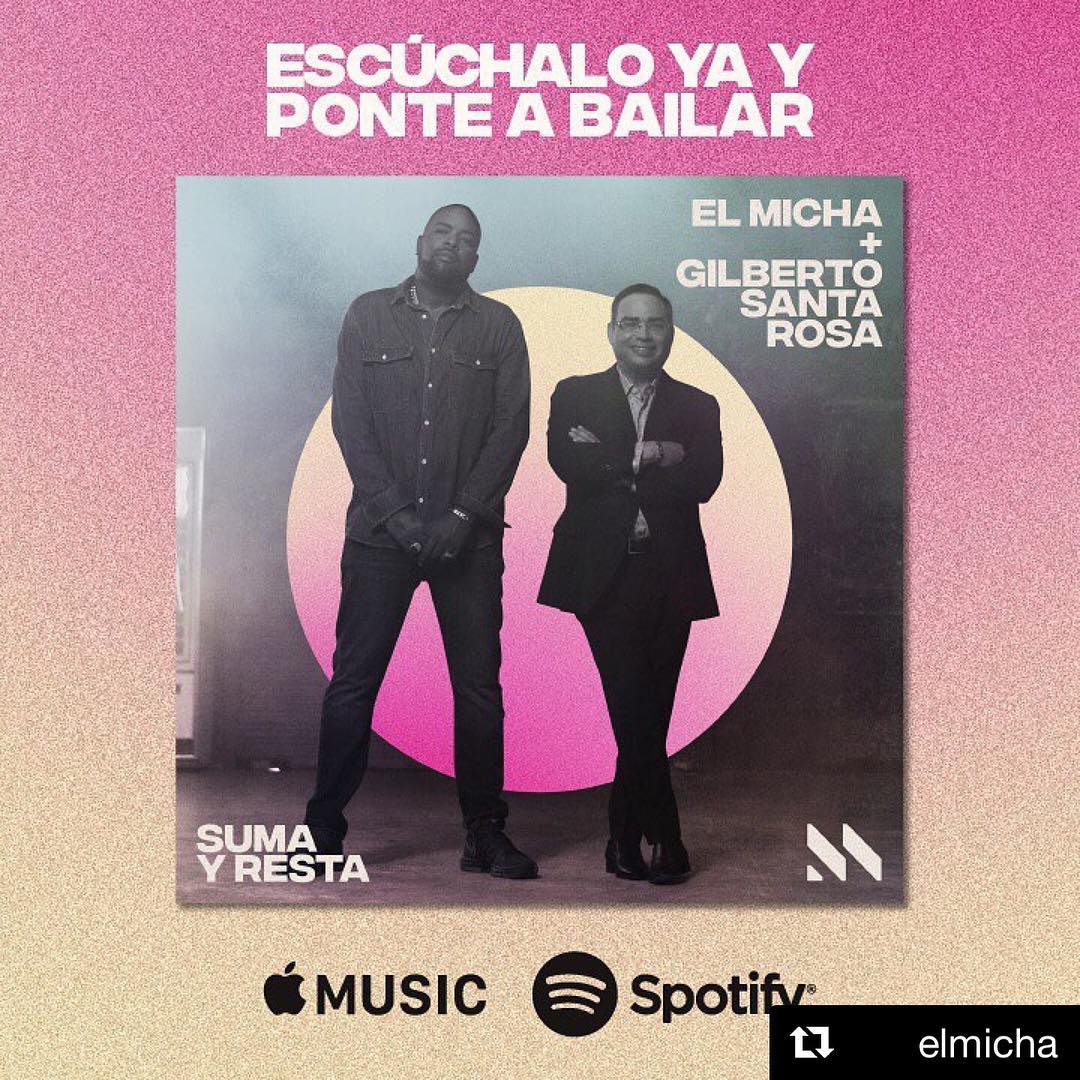 ESCÚCHALO YA Y
PONTE A BAILAR
EL MICHA
+
GILBERTO
SANTA
ROSA
SUMA
Y RESTA
MUSIC
Spotify®
elmicha